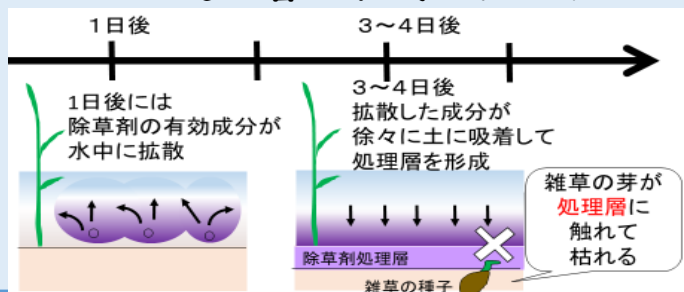 1日後
3～4日後
1日後には
除草剤の有効成分が
水中に拡散
3～4日後
拡散した成分が
徐々に土に吸着して
処理層を形成
雑草の芽が
処理層に
触れて
枯れる
除草剤処理層
雑草の種子